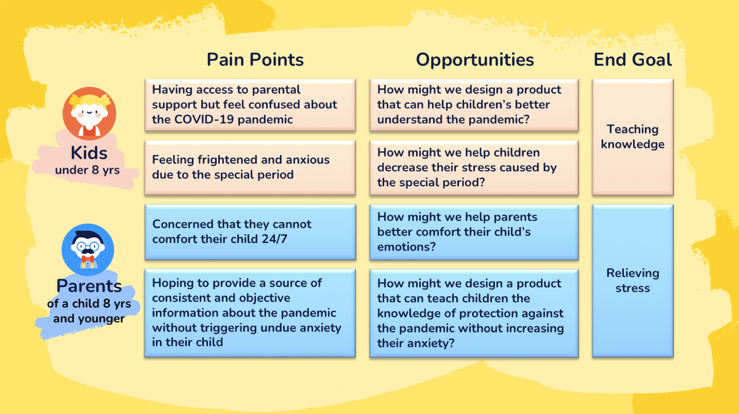 Pain Points
Opportunities
End Goal
Kids
under 8 yrs
Having access to parental
support but feel confused about
the COVID-19 pandemic
How might we design a product
that can help children's better
understand the pandemic?
Teaching
knowledge
Feeling frightened and anxious
due to the special period
How might we help children
decrease their stress caused by
the special period?
Parents
of a child 8 yrs
and younger
Concerned that they cannot
comfort their child 24/7
How might we help parents
better comfort their child's
emotions?
Relieving
stress
Hoping to provide a source of
consistent and objective
information about the pandemic
without triggering undue anxiety
in their child
How might we design a product
that can teach children the
knowledge of protection against
the pandemic without increasing
their anxiety?